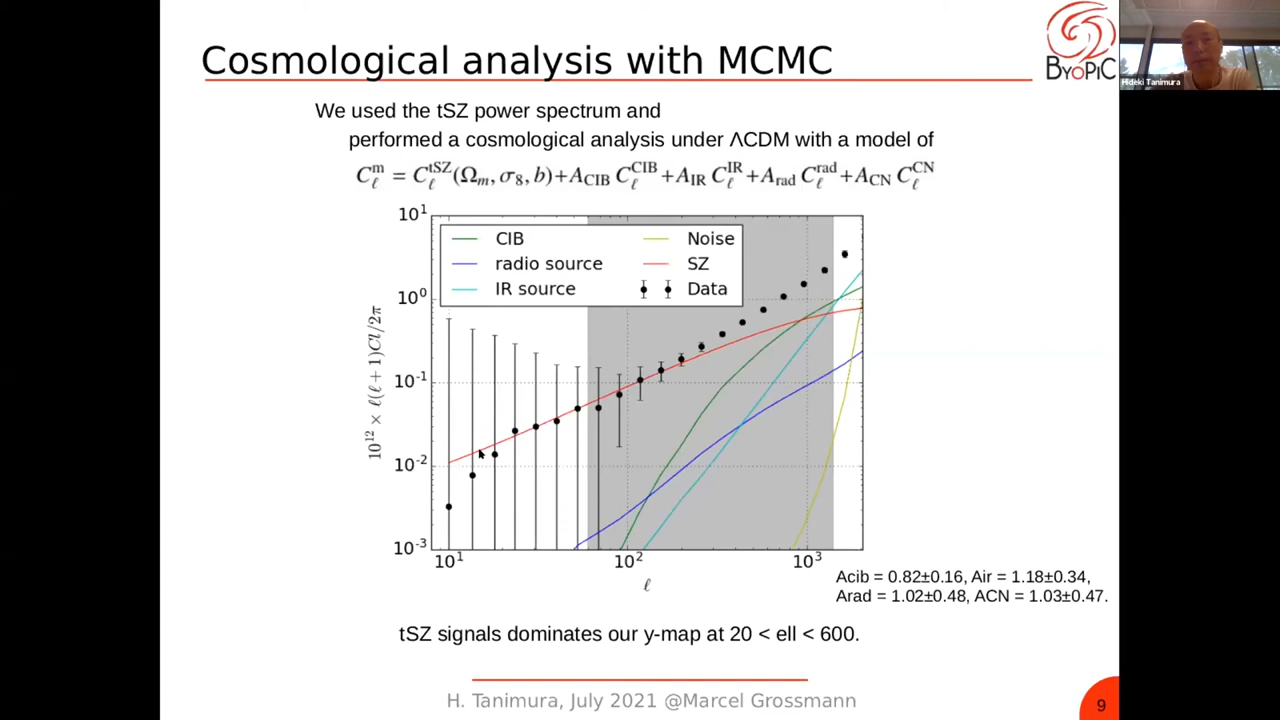 Cosmological analysis with MCMC
BYOPIC
Hideki Tanimura
We used the tSZ power spectrum and
performed a cosmological analysis under ΛCDM with a model of
C_ℓ^m = C_ℓ^tSZ(Ω_m, σ_8, b)+A_CIB C_ℓ^CIB+A_IR C_ℓ^IR+A_rad C_ℓ^rad+A_CN C_ℓ^CN
10^1
CIB Noise
radio source SZ
IR source Data
10^0
10^-1
10^-2
10^-3
10^12 × ℓ(ℓ+1)Cl/2π
10^1 10^2 10^3
ℓ
Acib = 0.82±0.16, Air = 1.18±0.34,
Arad = 1.02±0.48, ACN = 1.03±0.47.
tSZ signals dominates our y-map at 20 < ell < 600.
H. Tanimura, July 2021 @Marcel Grossmann
9